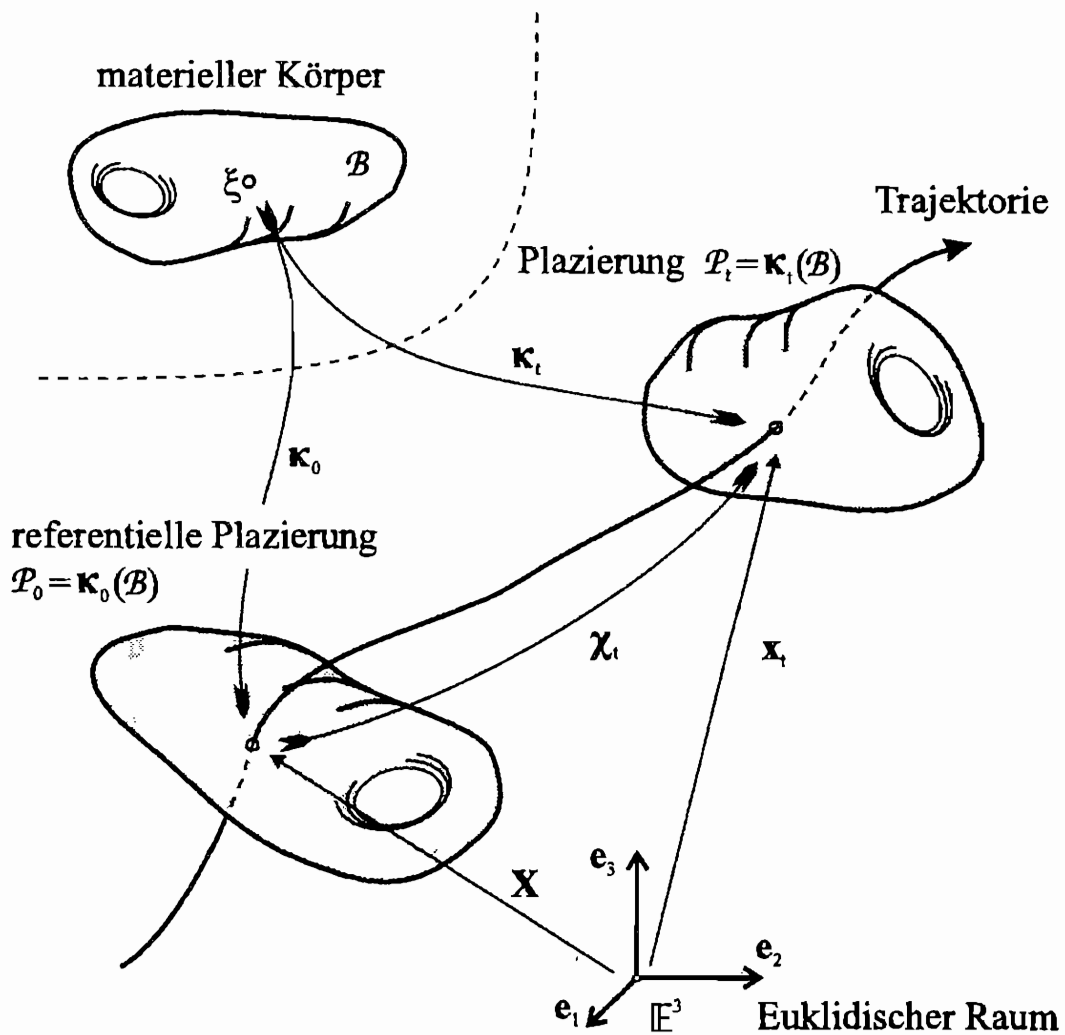 materieller Körper
ℬ
ξ
Trajektorie
Plazierung 𝒫ₜ=κₜ(ℬ)
κₜ
κ₀
referentielle Plazierung
𝒫₀=κ₀(ℬ)
χₜ
xₜ
X
e₃
e₂
e₁
𝔼³
Euklidischer Raum